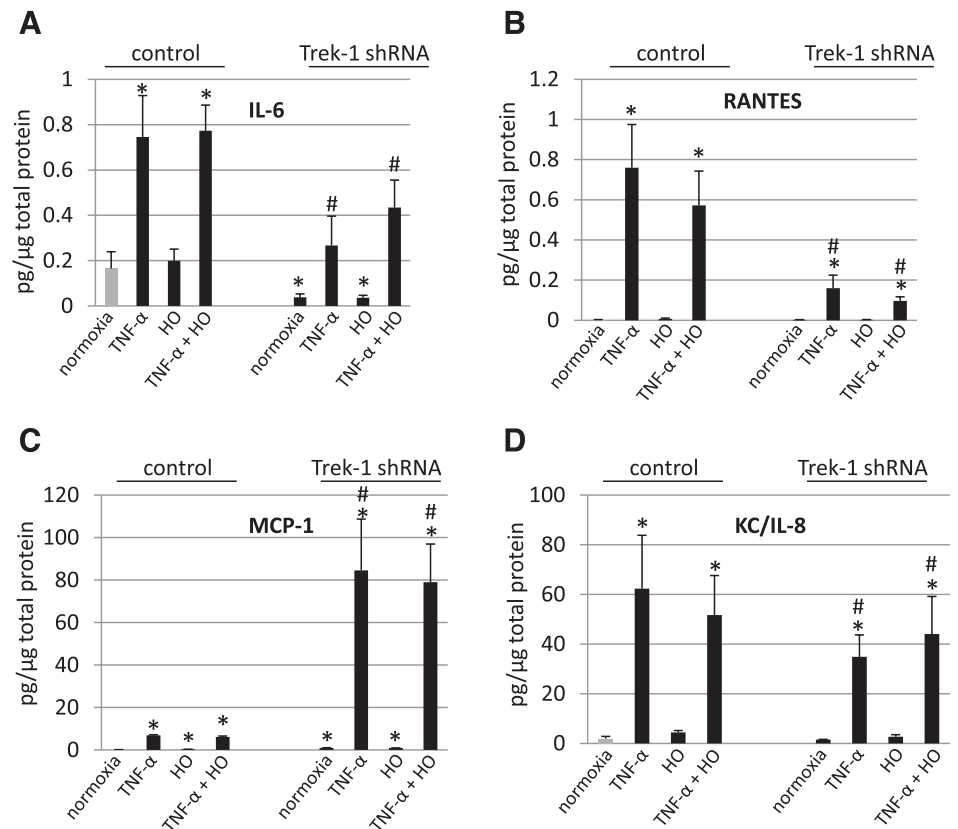 A
control
Trek-1 shRNA
IL-6
pg/µg total protein
1
0.8
0.6
0.4
0.2
0
*
*
*
#
*
#
normoxia
TNF-α
HO
TNF-α + HO
normoxia
TNF-α
HO
TNF-α + HO
B
control
Trek-1 shRNA
RANTES
pg/µg total protein
1.2
1
0.8
0.6
0.4
0.2
0
*
*
#
*
#
*
normoxia
TNF-α
HO
TNF-α + HO
normoxia
TNF-α
HO
TNF-α + HO
C
control
Trek-1 shRNA
MCP-1
pg/µg total protein
120
100
80
60
40
20
0
*
*
*
*
#
*
*
#
*
normoxia
TNF-α
HO
TNF-α + HO
normoxia
TNF-α
HO
TNF-α + HO
D
control
Trek-1 shRNA
KC/IL-8
pg/µg total protein
100
80
60
40
20
0
*
*
#
*
#
*
normoxia
TNF-α
HO
TNF-α + HO
normoxia
TNF-α
HO
TNF-α + HO